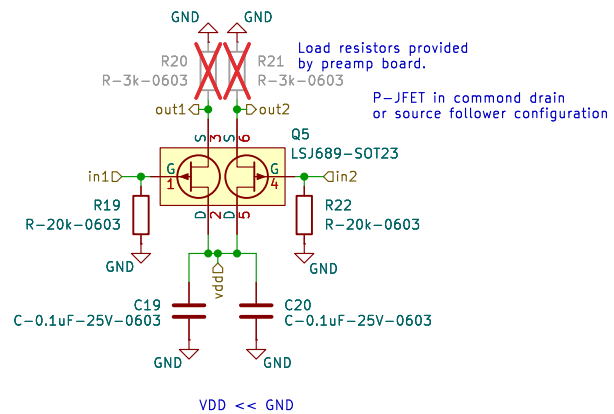 GND GND
R20 R21
R-3k-0603 R-3k-0603
Load resistors provided
by preamp board.
P-JFET in commond drain
or source follower configuration
out1 out2
S 3 S 6
Q5
LSJ689-SOT23
in1 G 1 G 4 in2
R19 R22
R-20k-0603 R-20k-0603
D 2 D 5
GND GND
vdd
C19 C20
C-0.1uF-25V-0603 C-0.1uF-25V-0603
GND GND
VDD << GND